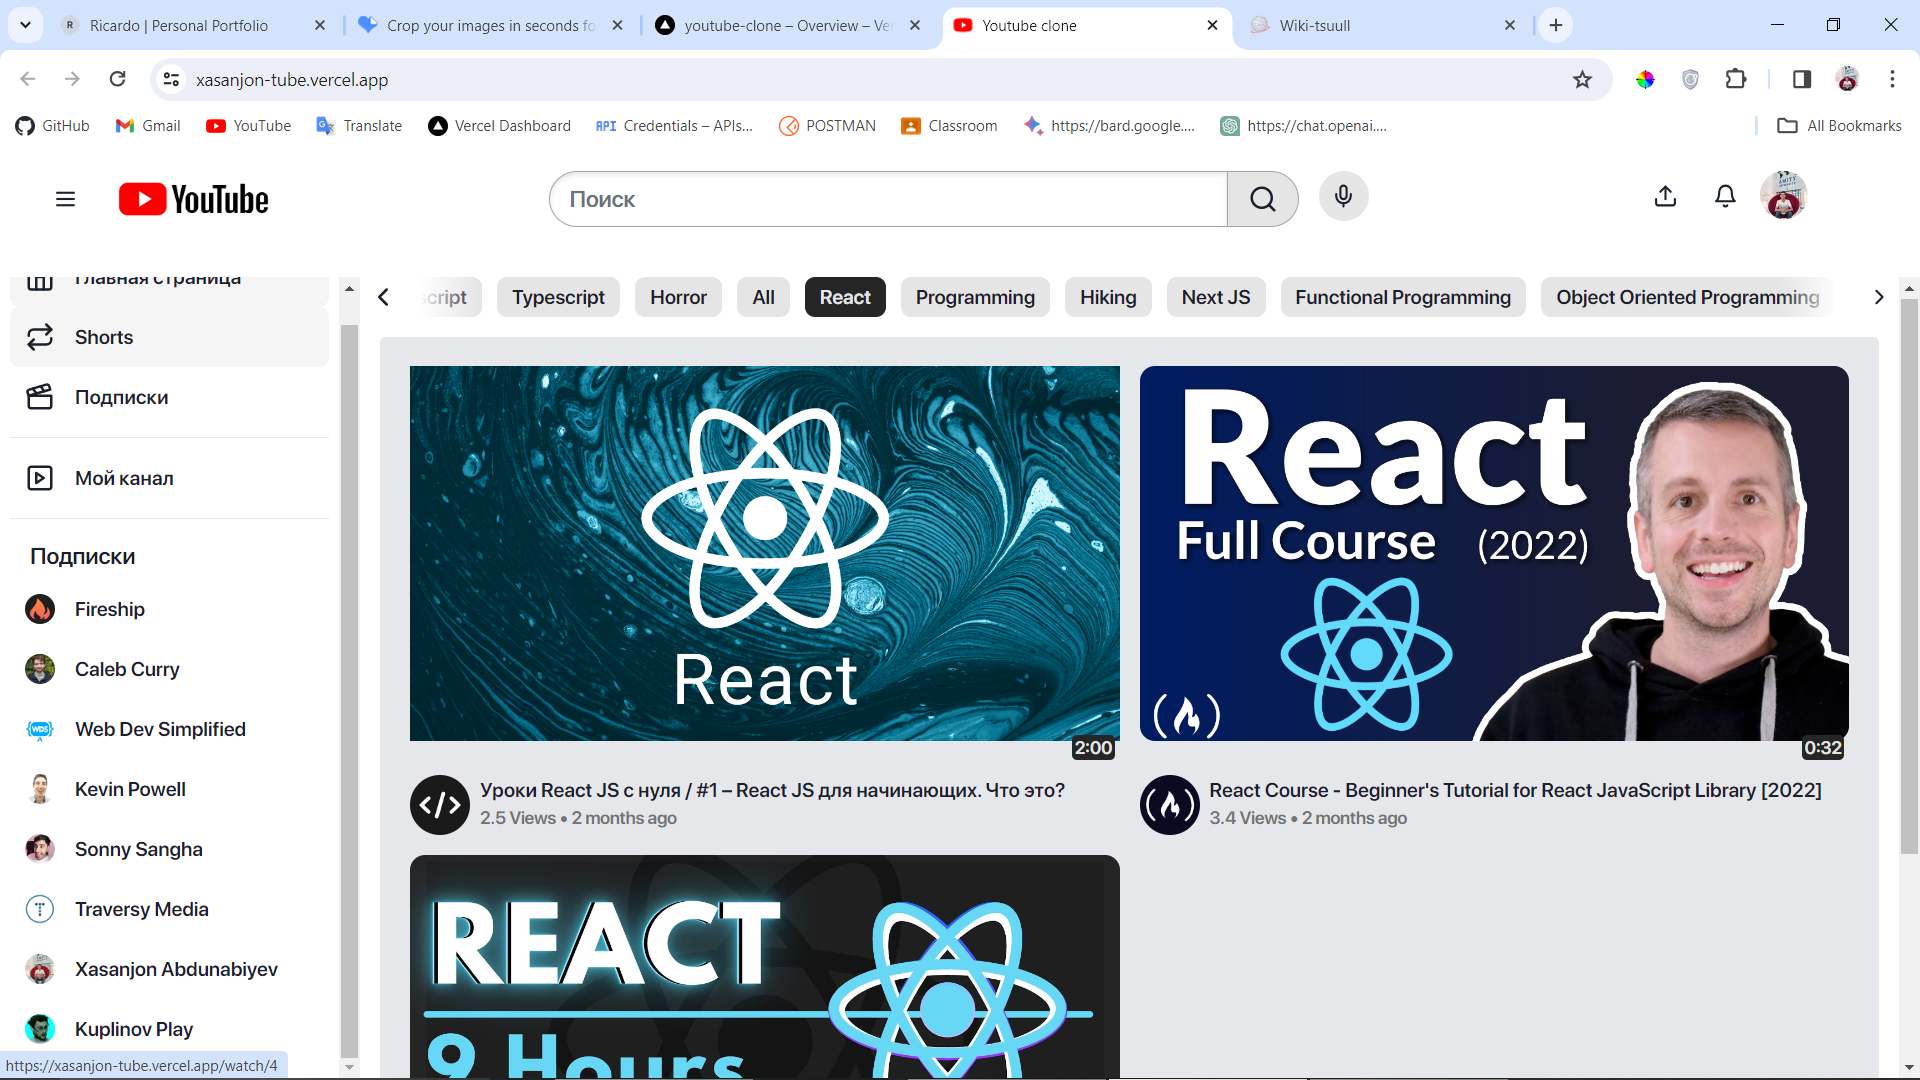 Ricardo | Personal Portfolio
Crop your images in seconds fo
youtube-clone – Overview – Ve
Youtube clone
Wiki-tsuull
xasanjon-tube.vercel.app
GitHub
Gmail
YouTube
Translate
Vercel Dashboard
API
Credentials – APIs...
POSTMAN
Classroom
https://bard.google....
https://chat.openai....
All Bookmarks
YouTube
Поиск
Главная страница
Shorts
Подписки
Мой канал
Подписки
Fireship
Caleb Curry
WDS
Web Dev Simplified
Kevin Powell
Sonny Sangha
Traversy Media
Xasanjon Abdunabiyev
Kuplinov Play
https://xasanjon-tube.vercel.app/watch/4
script
Typescript
Horror
All
React
Programming
Hiking
Next JS
Functional Programming
Object Oriented Programming
React
2:00
</>
Уроки React JS с нуля / #1 – React JS для начинающих. Что это?
2.5 Views • 2 months ago
React
Full Course (2022)
0:32
React Course - Beginner's Tutorial for React JavaScript Library [2022]
3.4 Views • 2 months ago
REACT
9 Hours